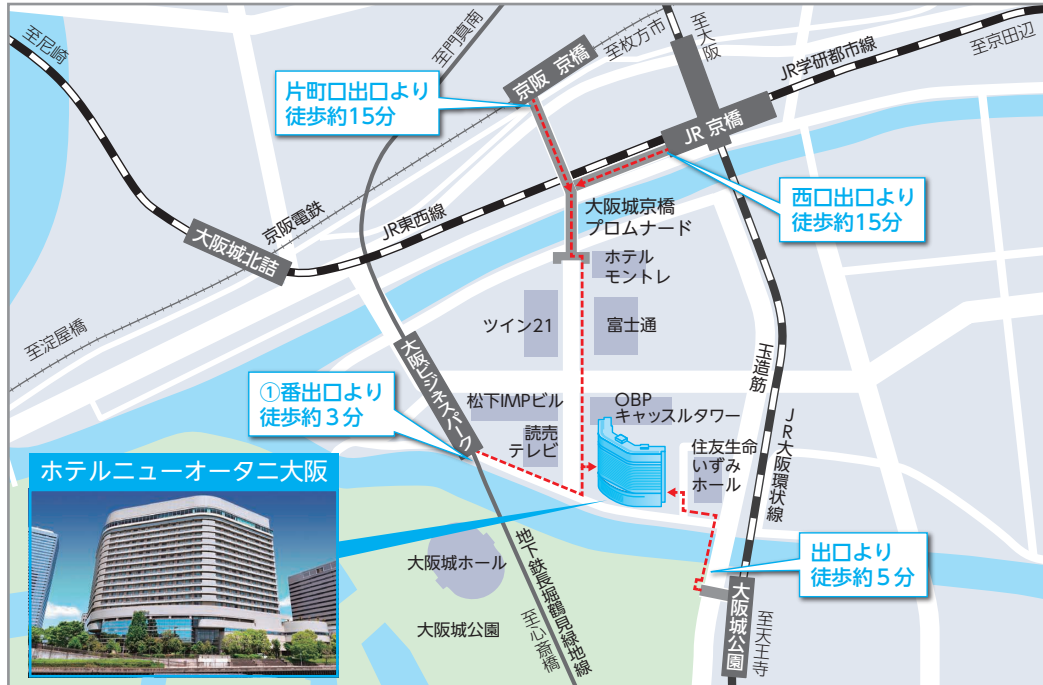 至尼崎
至門真南
京阪 京橋
至枚方市
至大阪
JR学研都市線
至京田辺
片町口出口より
徒歩約15分
JR 京橋
西口出口より
徒歩約15分
大阪城京橋
プロムナード
京阪電鉄
JR東西線
大阪城北詰
ホテル
モントレ
至淀屋橋
ツイン21
富士通
大阪ビジネスパーク
玉造筋
①番出口より
徒歩約３分
松下IMPビル
OBP
キャッスルタワー
読売
テレビ
住友生命
いずみ
ホール
JR大阪環状線
ホテルニューオータニ大阪
大阪城ホール
地下鉄長堀鶴見緑地線
出口より
徒歩約５分
大阪城公園
至心斎橋
大阪城公園
至天王寺